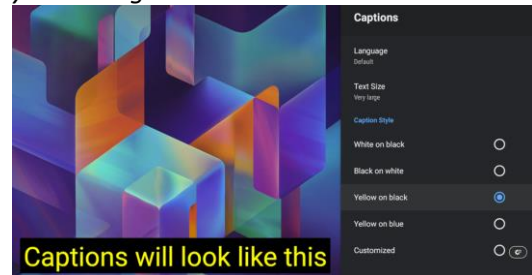 Captions
Language
Default
Text Size
Very large
Caption Style
White on black
Black on white
Yellow on black
Yellow on blue
Customized
Captions will look like this